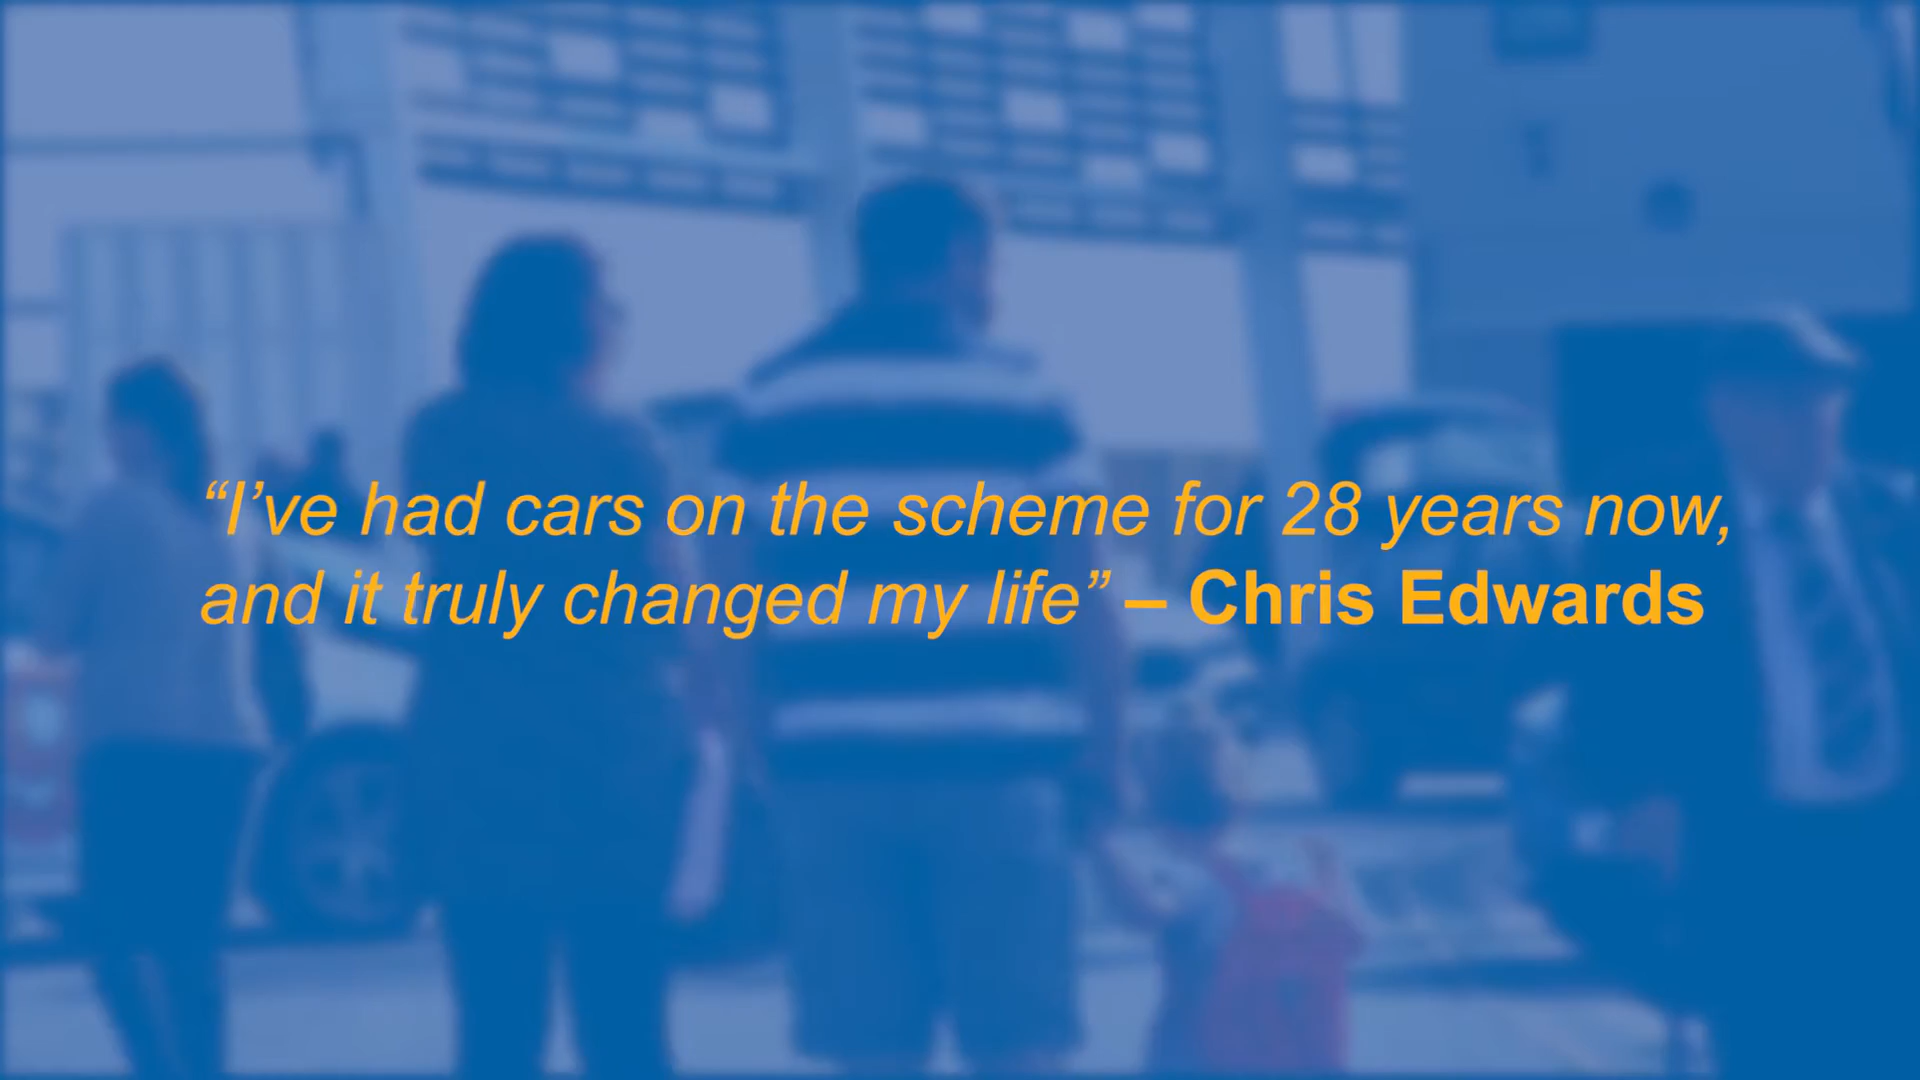 “I’ve had cars on the scheme for 28 years now,
and it truly changed my life” – Chris Edwards